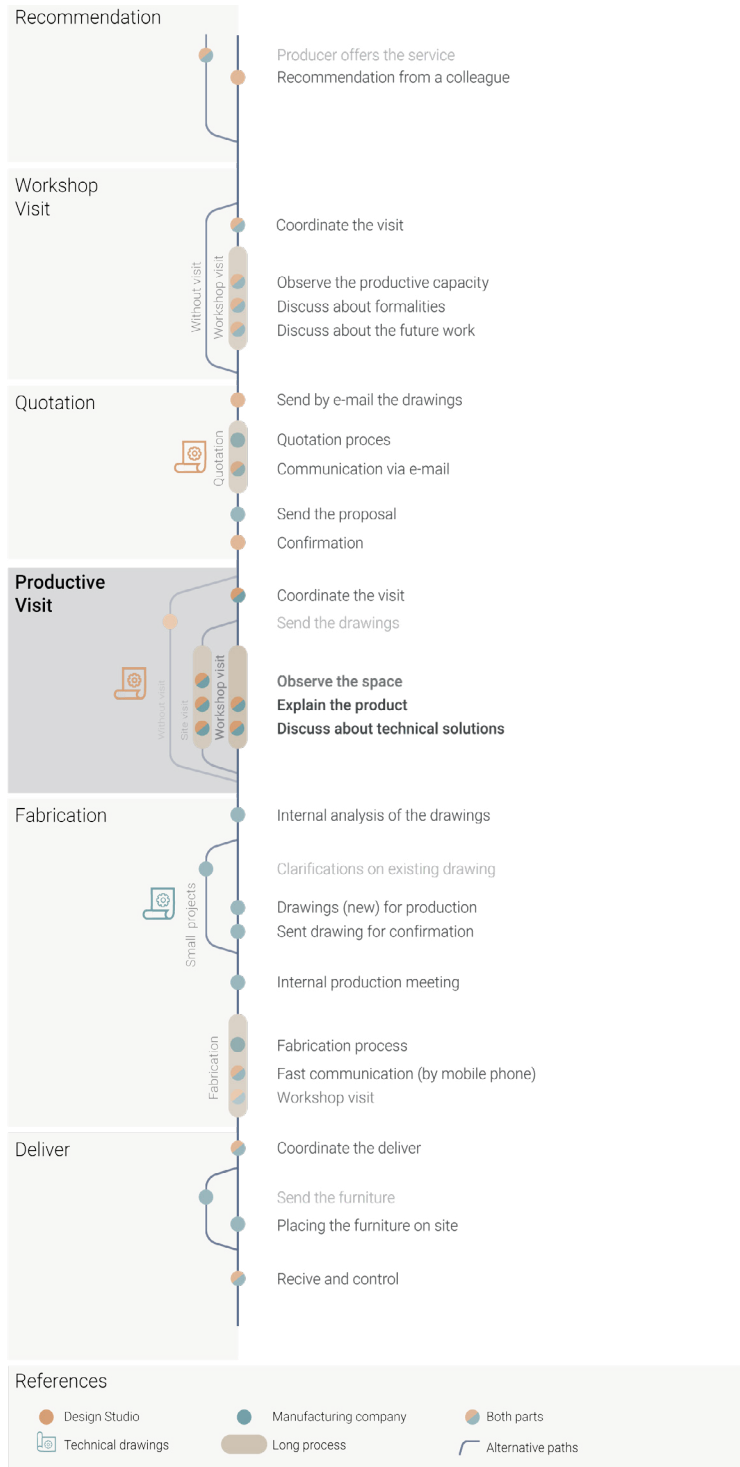 Recommendation
Producer offers the service
Recommendation from a colleague
Workshop
Visit
Coordinate the visit
Without visit
Workshop visit
Observe the productive capacity
Discuss about formalities
Discuss about the future work
Quotation
Send by e-mail the drawings
Quotation
Quotation proces
Communication via e-mail
Send the proposal
Confirmation
Productive
Visit
Coordinate the visit
Send the drawings
Without visit
Site visit
Workshop visit
Observe the space
Explain the product
Discuss about technical solutions
Fabrication
Internal analysis of the drawings
Clarifications on existing drawing
Small projects
Drawings (new) for production
Sent drawing for confirmation
Internal production meeting
Fabrication
Fabrication process
Fast communication (by mobile phone)
Workshop visit
Deliver
Coordinate the deliver
Send the furniture
Placing the furniture on site
Recive and control
References
Design Studio
Manufacturing company
Both parts
Technical drawings
Long process
Alternative paths